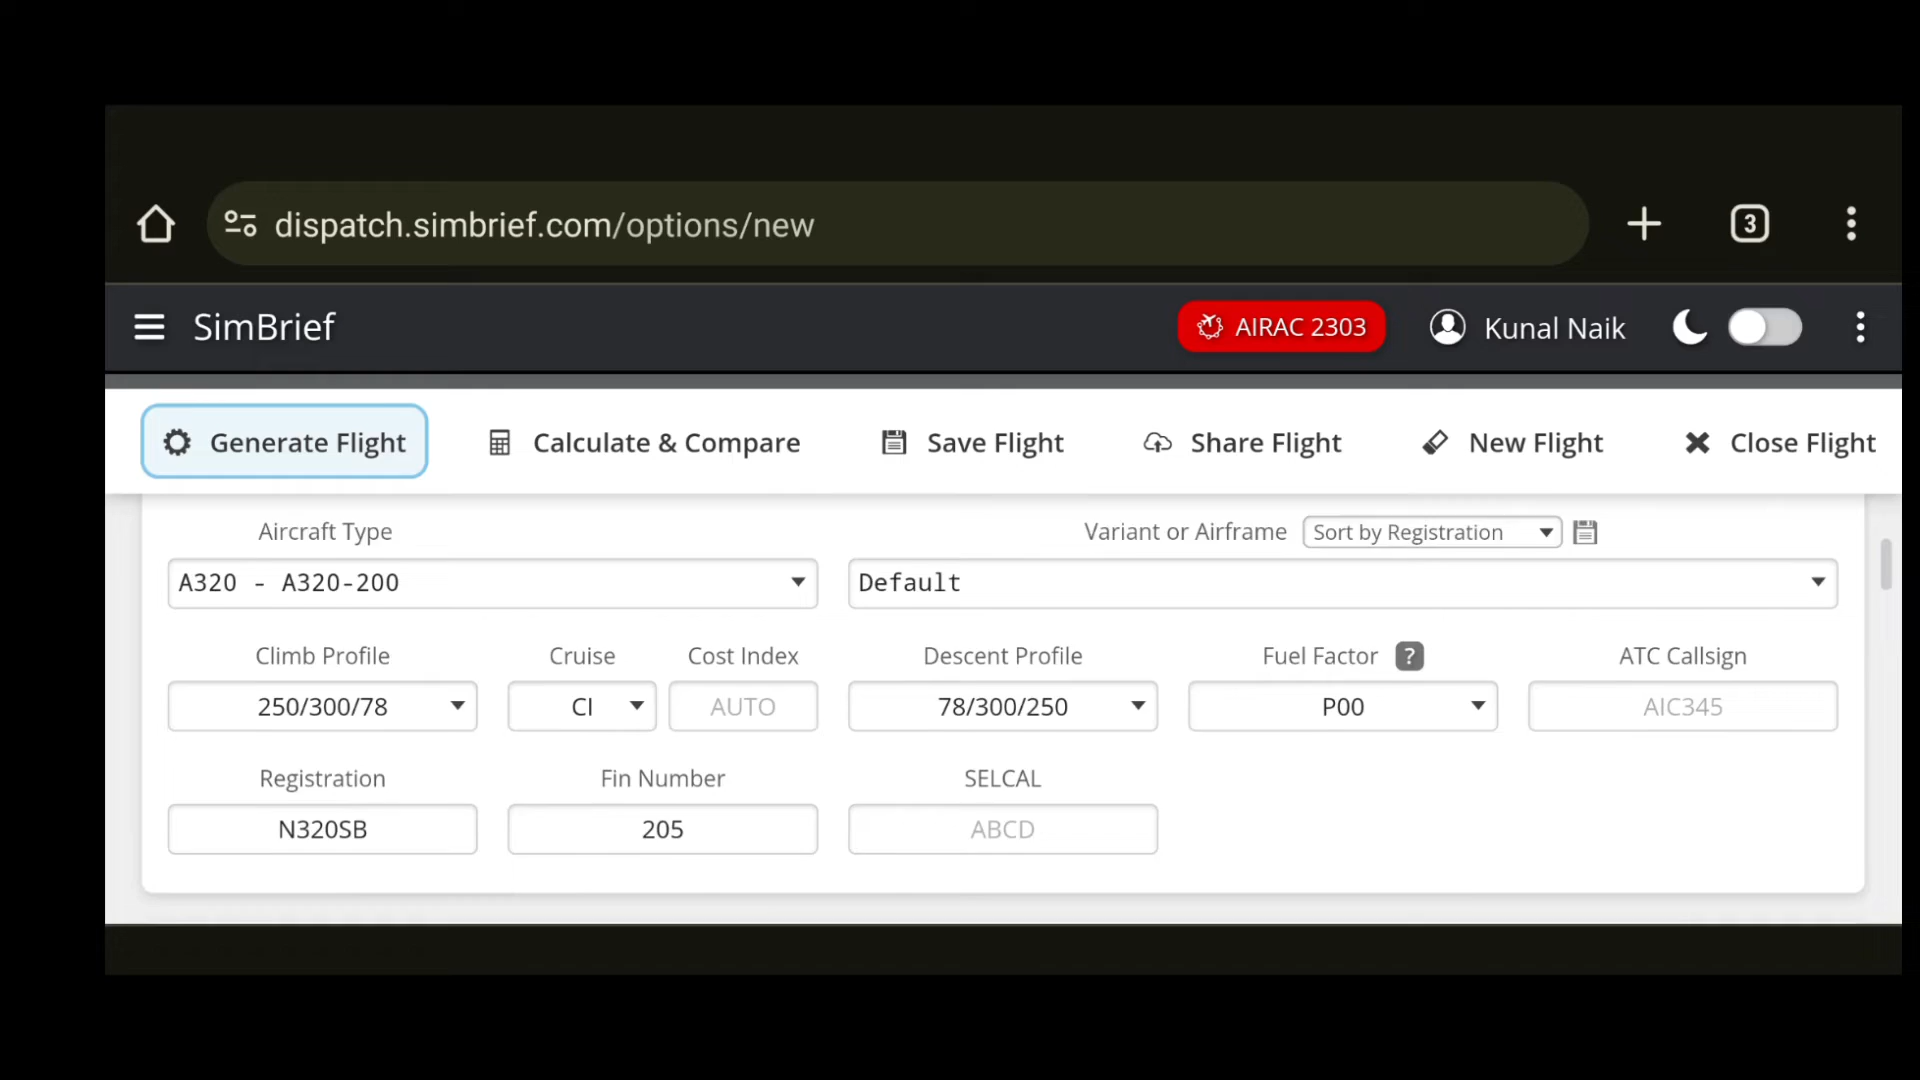 dispatch.simbrief.com/options/new
3
SimBrief
AIRAC 2303
Kunal Naik
Generate Flight
Calculate & Compare
Save Flight
Share Flight
New Flight
Close Flight
Aircraft Type
Variant or Airframe
Sort by Registration
A320 - A320-200
Default
Climb Profile
Cruise
Cost Index
Descent Profile
Fuel Factor ?
ATC Callsign
250/300/78
CI
AUTO
78/300/250
P00
AIC345
Registration
Fin Number
SELCAL
N320SB
205
ABCD